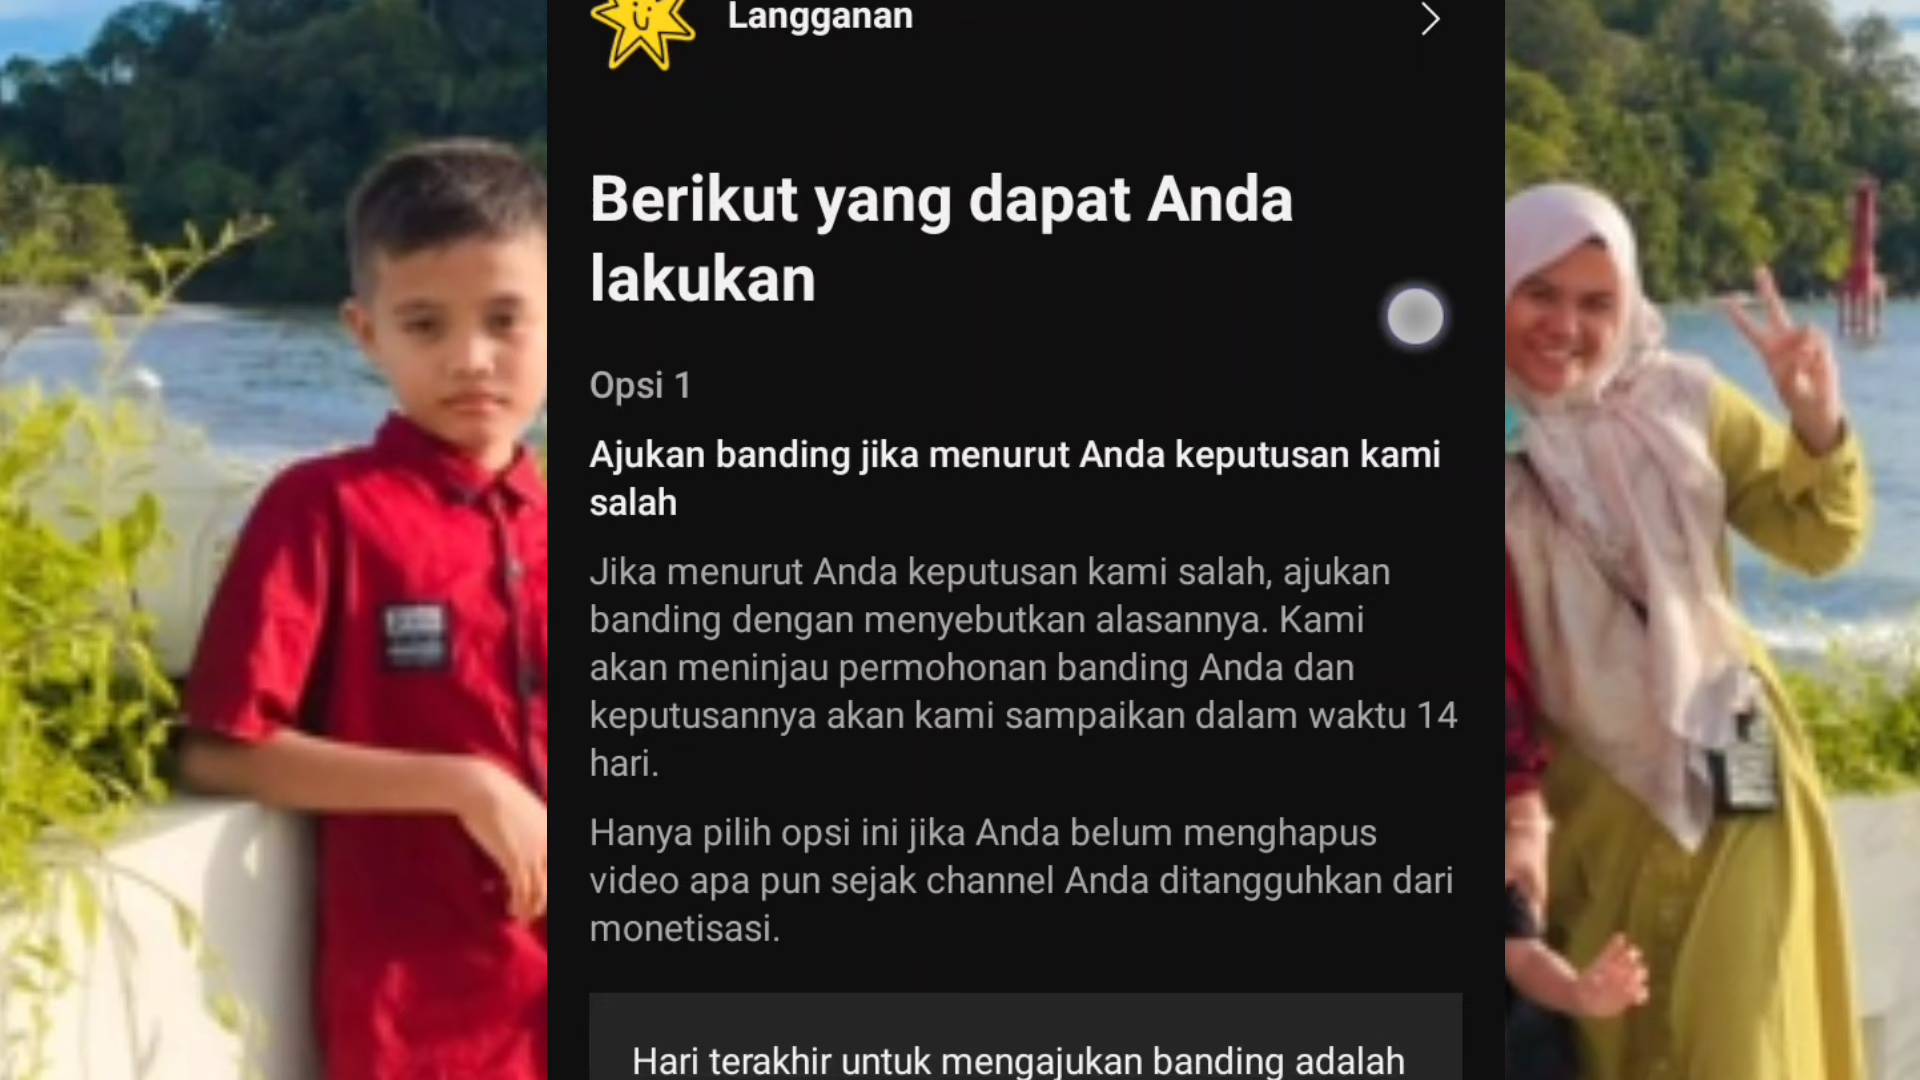 Langganan
Berikut yang dapat Anda
lakukan
Opsi 1
Ajukan banding jika menurut Anda keputusan kami
salah
Jika menurut Anda keputusan kami salah, ajukan
banding dengan menyebutkan alasannya. Kami
akan meninjau permohonan banding Anda dan
keputusannya akan kami sampaikan dalam waktu 14
hari.
Hanya pilih opsi ini jika Anda belum menghapus
video apa pun sejak channel Anda ditangguhkan dari
monetisasi.
Hari terakhir untuk mengajukan banding adalah